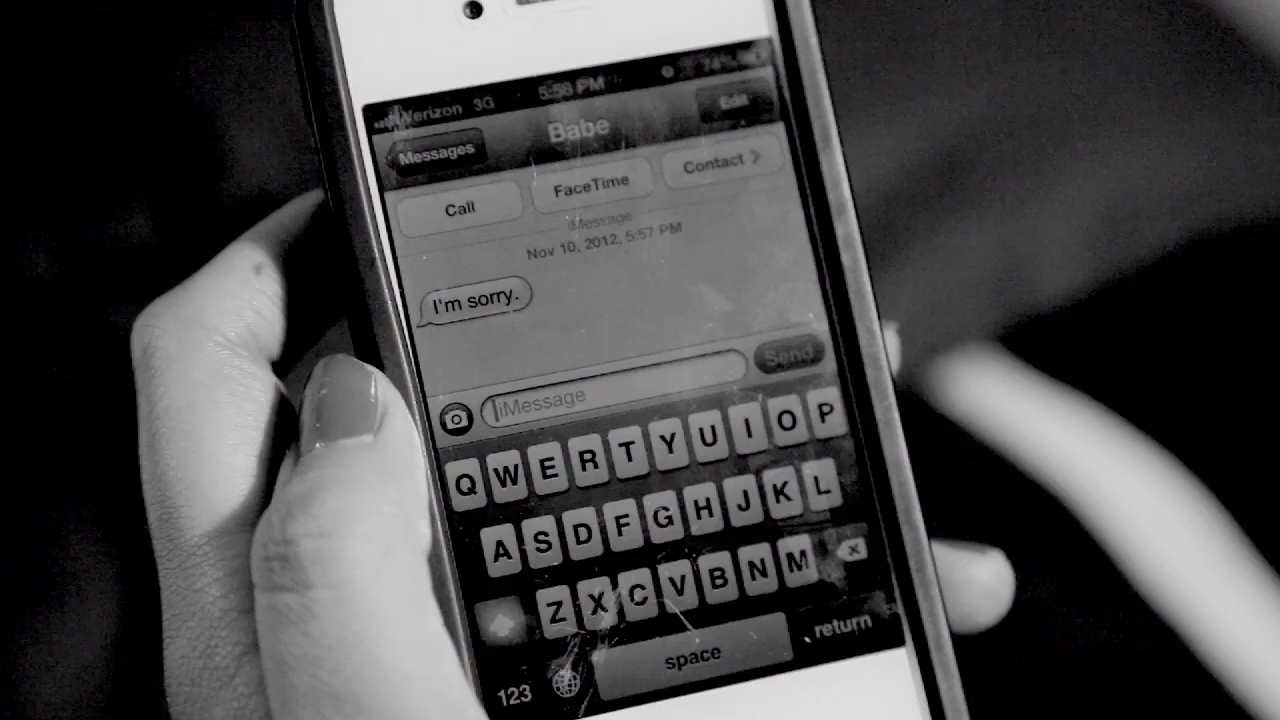 Verizon 3G 5:58 PM 74%
Messages Babe Edit
Call FaceTime Contact
iMessage
Nov 10, 2012, 5:57 PM
I'm sorry.
iMessage Send
Q W E R T Y U I O P
A S D F G H J K L
Z X C V B N M
123 space return